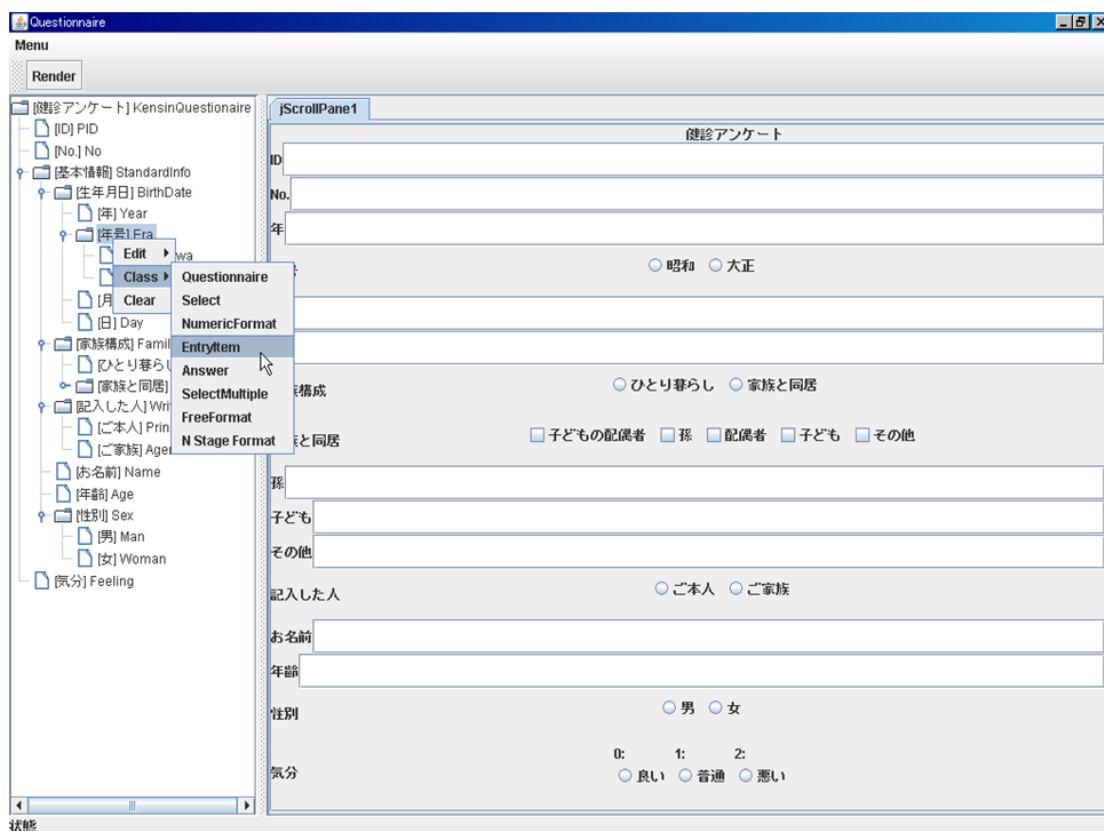 Questionnaire
Menu
Render
[健診アンケート] KensinQuestionaire
[ID] PID
[No.] No
[基本情報] StandardInfo
[生年月日] BirthDate
[年] Year
[年号] Era
wa
[月
[日] Day
[家族構成] Famil
[ひとり暮らし
[家族と同居]
[記入した人] Wri
[ご本人] Prin
[ご家族] Agen
[お名前] Name
[年齢] Age
[性別] Sex
[男] Man
[女] Woman
[気分] Feeling
Edit
Class
Clear
Questionnaire
Select
NumericFormat
EntryItem
Answer
SelectMultiple
FreeFormat
N Stage Format
jScrollPane1
健診アンケート
ID
No.
年
昭和 大正
族構成 ひとり暮らし 家族と同居
と同居 子どもの配偶者 孫 配偶者 子ども その他
孫
子ども
その他
記入した人 ご本人 ご家族
お名前
年齢
性別 男 女
0: 1: 2:
気分 良い 普通 悪い
状態